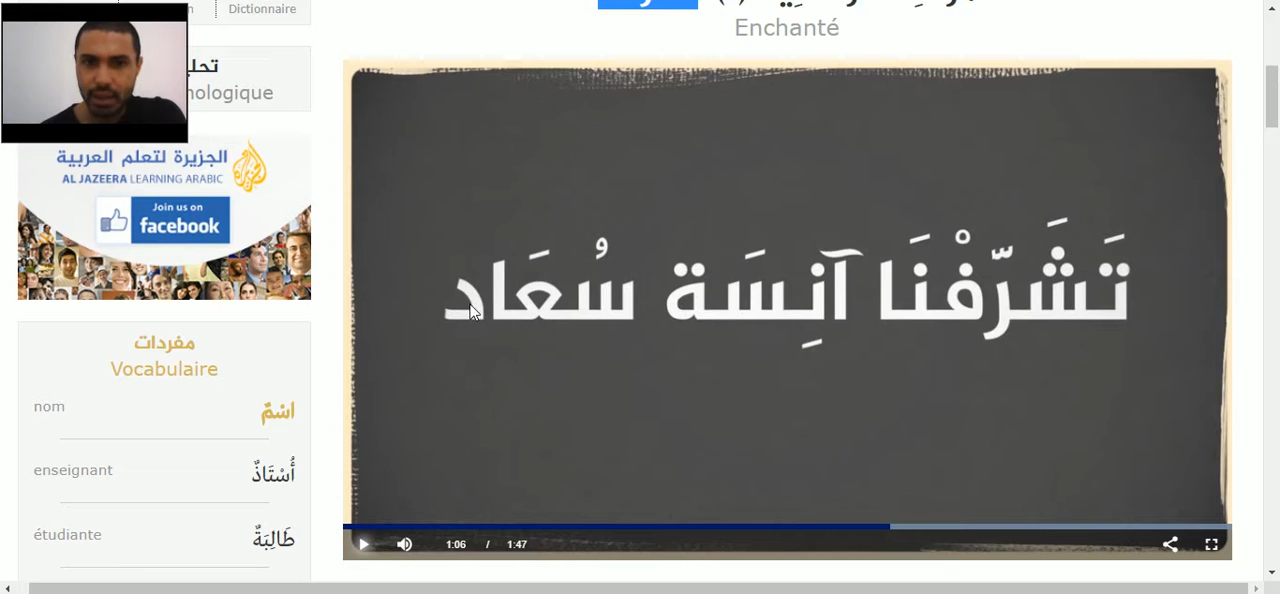 Dictionnaire
Enchanté
الجزيرة لتعلم العربية
AL JAZEERA LEARNING ARABIC
Join us on
facebook
مفردات
Vocabulaire
nom اسْمٌ
enseignant أُسْتَاذٌ
étudiante طَالِبَةٌ
تَشَرّفْنَا آنِسَة سُعَاد
1:06 / 1:47